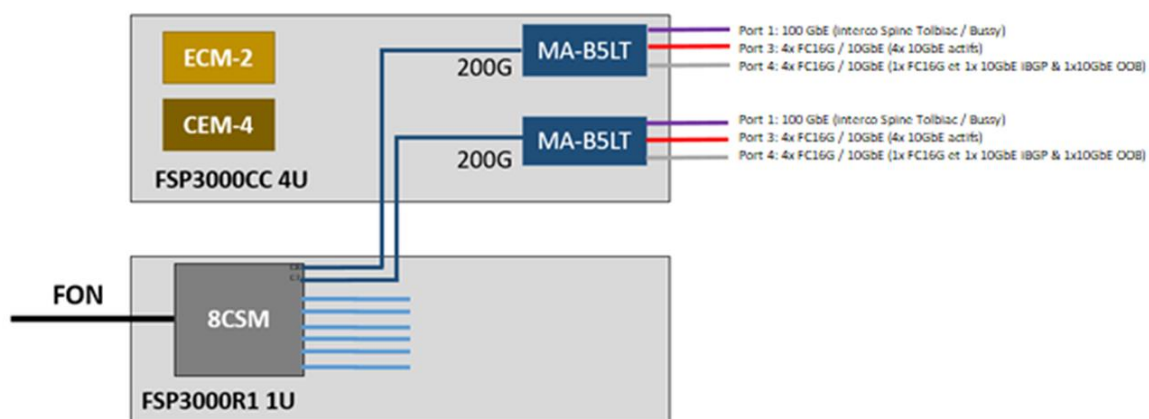 ECM-2
CEM-4
FSP3000CC 4U
200G
MA-B5LT
Port 1: 100 GbE (Interco Spine Tolbiac / Bussy)
Port 3: 4x FC16G / 10GbE (4x 10GbE actifs)
Port 4: 4x FC16G / 10GbE (1x FC16G et 1x 10GbE IBGP & 1x10GbE OOB)
200G
MA-B5LT
Port 1: 100 GbE (Interco Spine Tolbiac / Bussy)
Port 3: 4x FC16G / 10GbE (4x 10GbE actifs)
Port 4: 4x FC16G / 10GbE (1x FC16G et 1x 10GbE IBGP & 1x10GbE OOB)
FON
8CSM
FSP3000R1 1U